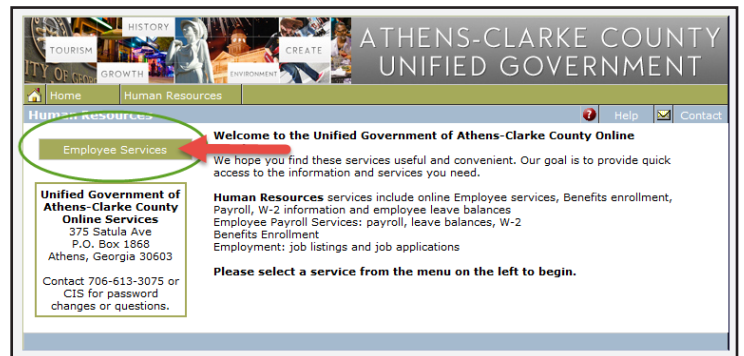 HISTORY
TOURISM
CREATE
GROWTH
ENVIRONMENT
ATHENS-CLARKE COUNTY
UNIFIED GOVERNMENT
Home Human Resources
Human Resources Help Contact
Employee Services
Welcome to the Unified Government of Athens-Clarke County Online
We hope you find these services useful and convenient. Our goal is to provide quick
access to the information and services you need.
Human Resources services include online Employee services, Benefits enrollment,
Payroll, W-2 information and employee leave balances
Employee Payroll Services: payroll, leave balances, W-2
Benefits Enrollment
Employment: job listings and job applications
Please select a service from the menu on the left to begin.
Unified Government of
Athens-Clarke County
Online Services
375 Satula Ave
P.O. Box 1868
Athens, Georgia 30603
Contact 706-613-3075 or
CIS for password
changes or questions.